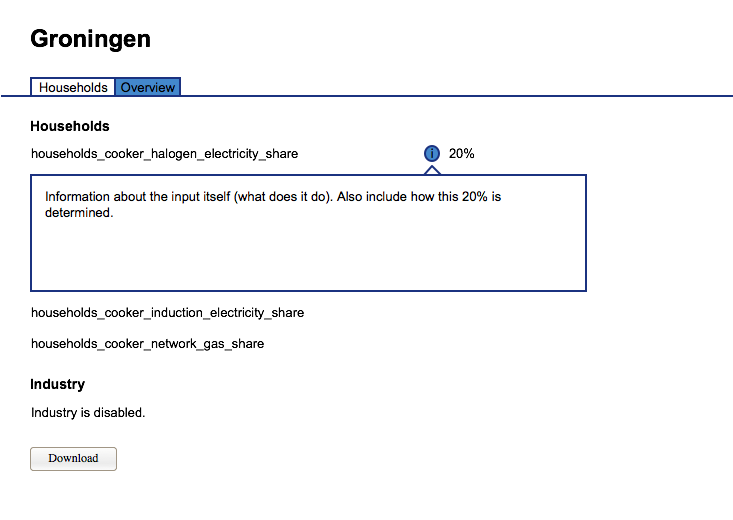 Groningen
Households Overview
Households
households_cooker_halogen_electricity_share i 20%
Information about the input itself (what does it do). Also include how this 20% is
determined.
households_cooker_induction_electricity_share
households_cooker_network_gas_share
Industry
Industry is disabled.
Download